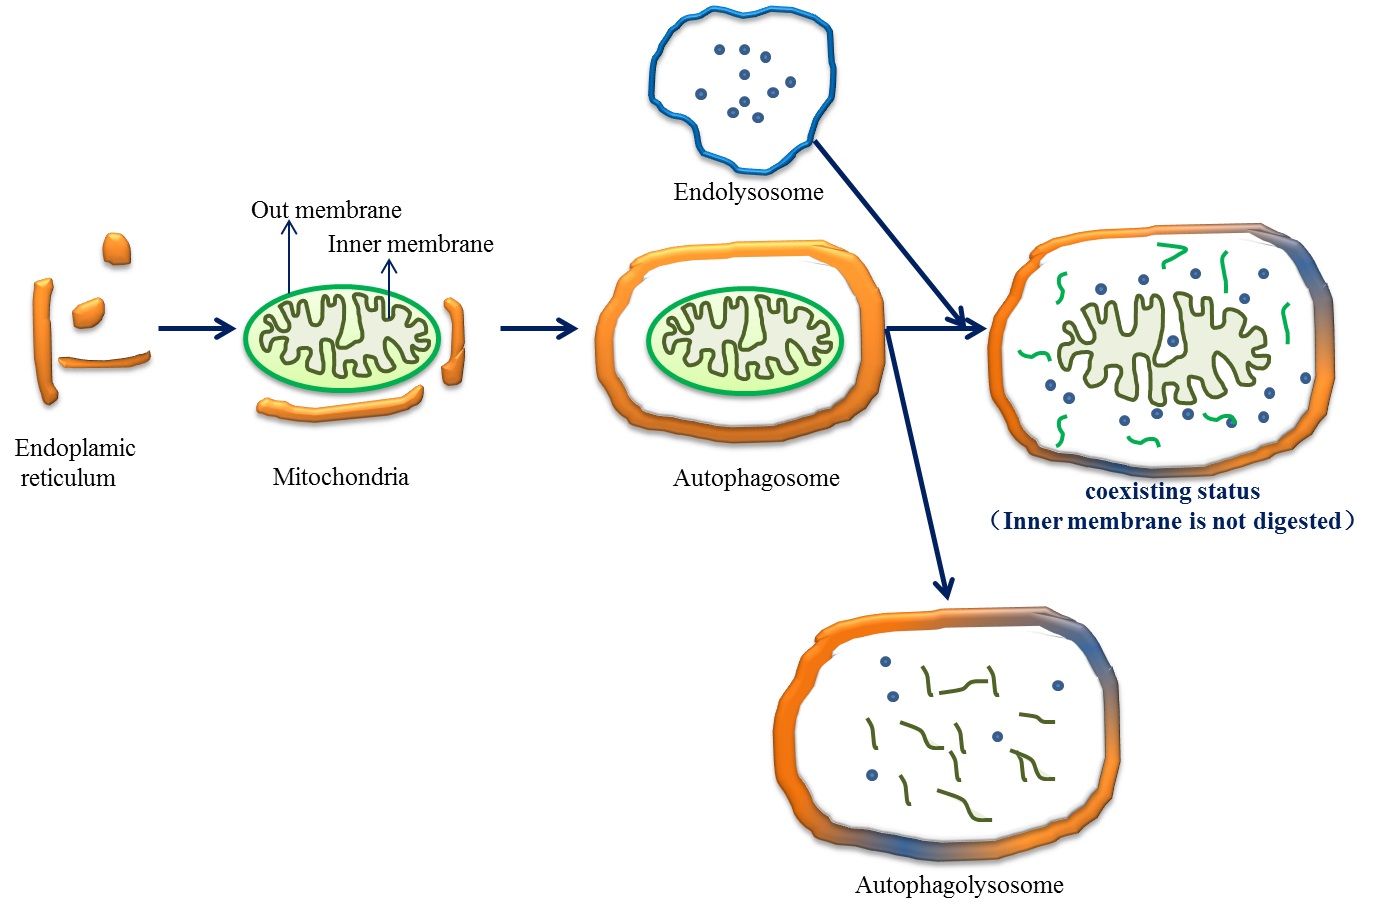 Endolysosome
Out membrane
Inner membrane
Endoplamic
reticulum
Mitochondria
Autophagosome
coexisting status
（Inner membrane is not digested）
Autophagolysosome